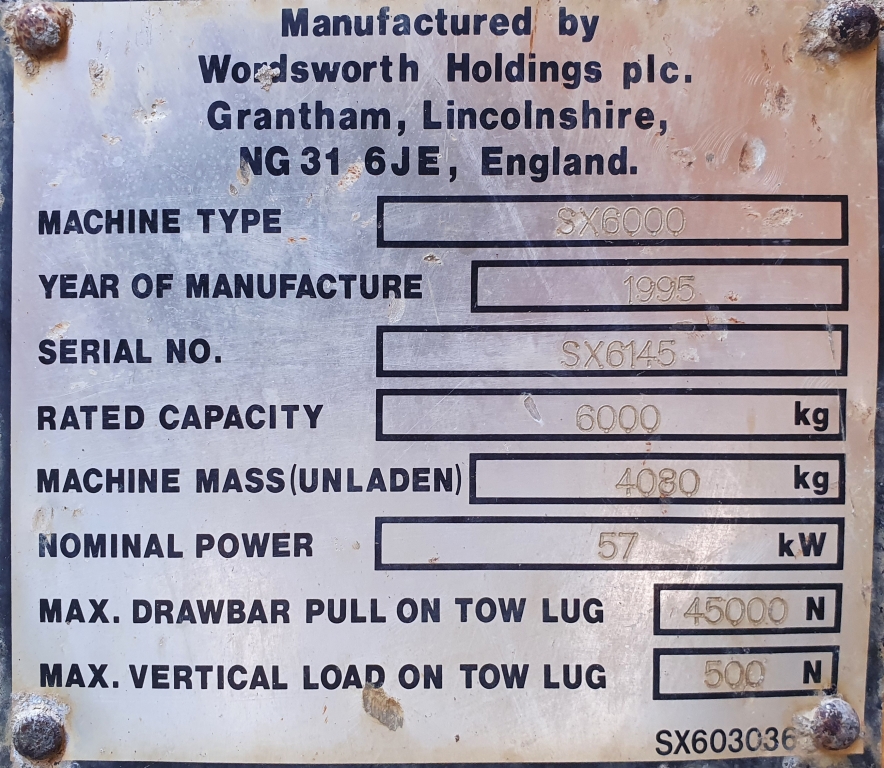 Manufactured by
Wordsworth Holdings plc.
Grantham, Lincolnshire,
NG31 6JE, England.
MACHINE TYPE SX6000
YEAR OF MANUFACTURE 1995
SERIAL NO. SX6145
RATED CAPACITY 6000 kg
MACHINE MASS (UNLADEN) 4080 kg
NOMINAL POWER 57 kW
MAX. DRAWBAR PULL ON TOW LUG 45000 N
MAX. VERTICAL LOAD ON TOW LUG 500 N
SX603036